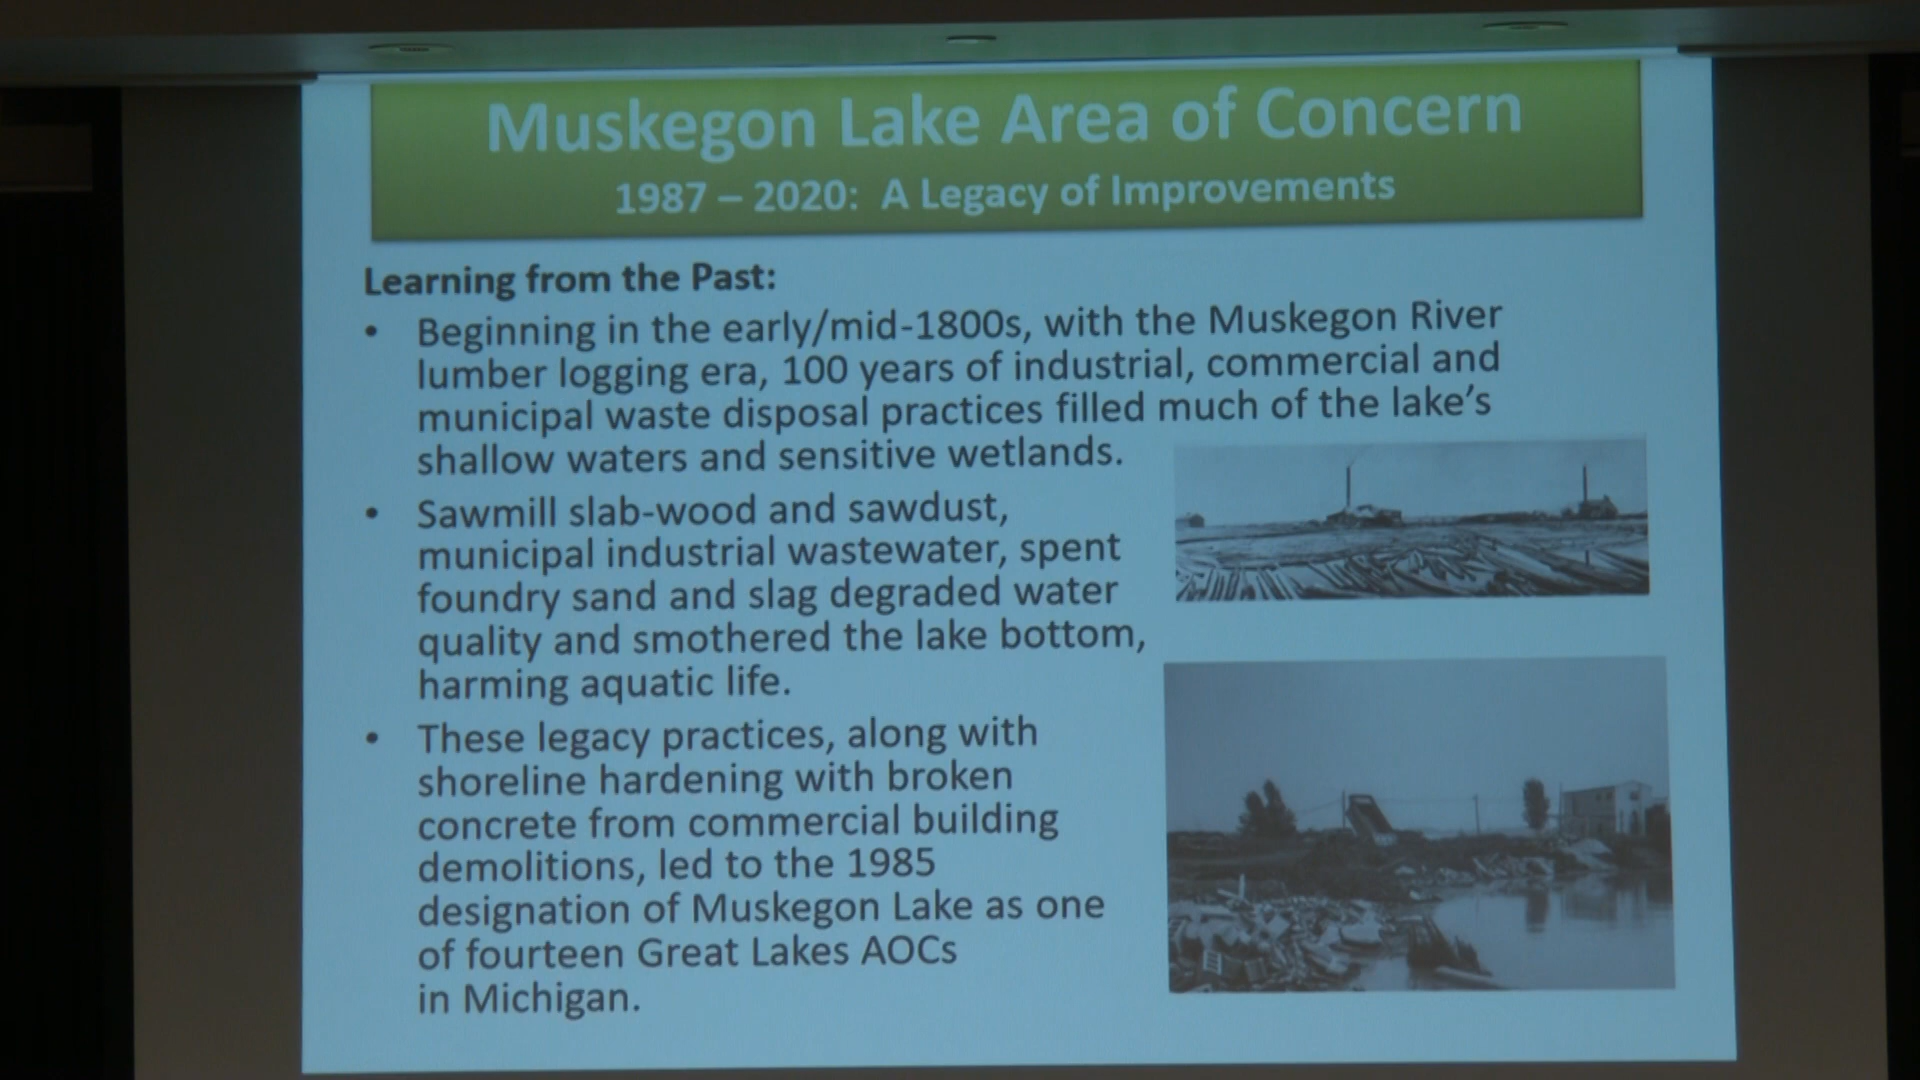 Muskegon Lake Area of Concern
1987 – 2020: A Legacy of Improvements
Learning from the Past:
• Beginning in the early/mid-1800s, with the Muskegon River
lumber logging era, 100 years of industrial, commercial and
municipal waste disposal practices filled much of the lake's
shallow waters and sensitive wetlands.
• Sawmill slab-wood and sawdust,
municipal industrial wastewater, spent
foundry sand and slag degraded water
quality and smothered the lake bottom,
harming aquatic life.
• These legacy practices, along with
shoreline hardening with broken
concrete from commercial building
demolitions, led to the 1985
designation of Muskegon Lake as one
of fourteen Great Lakes AOCs
in Michigan.